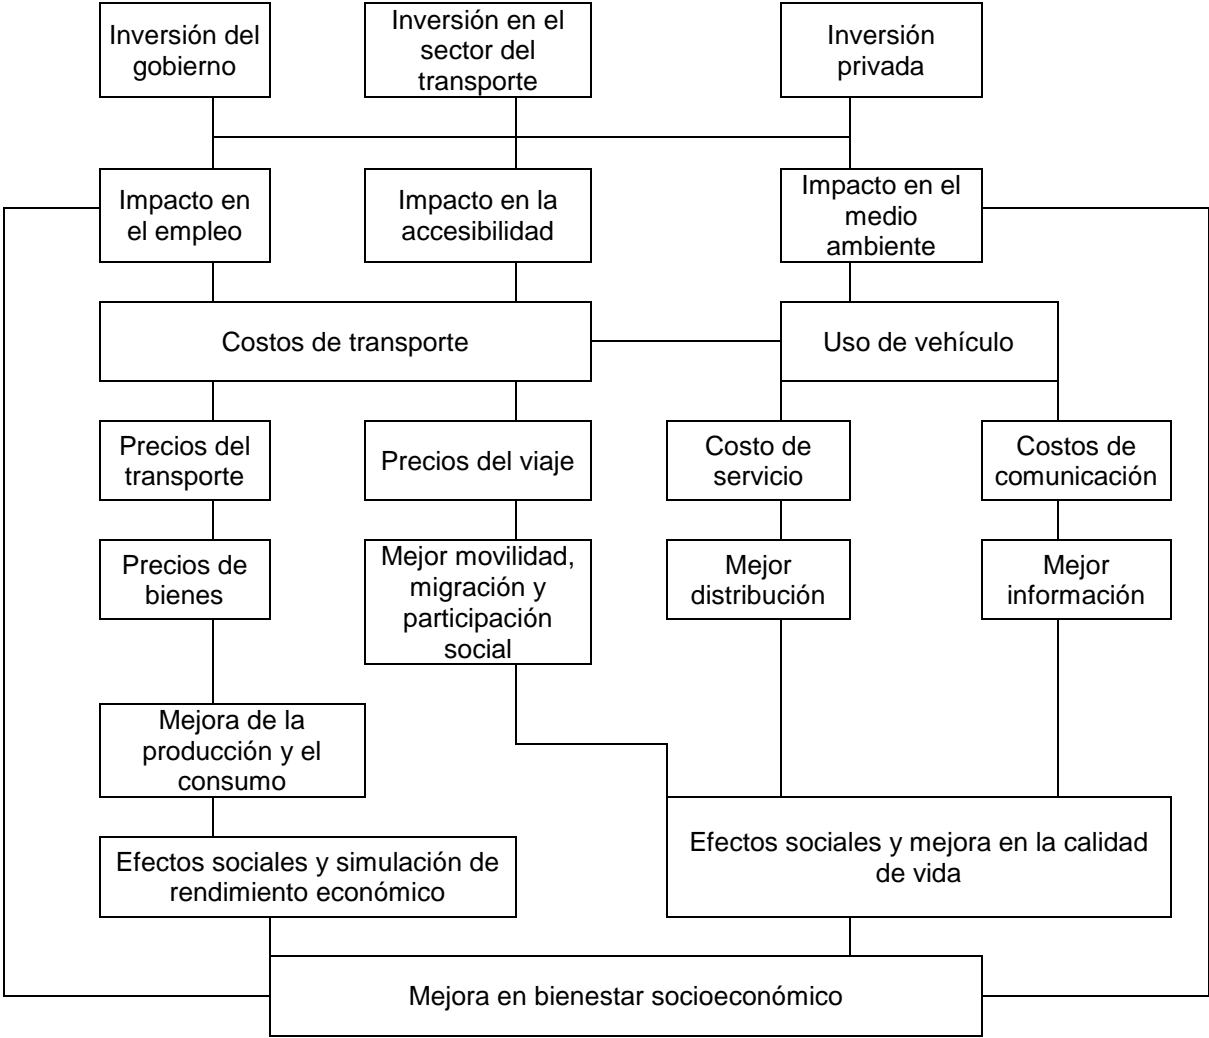 Inversión del
gobierno
Inversión en el
sector del
transporte
Inversión
privada
Impacto en
el empleo
Impacto en la
accesibilidad
Impacto en el
medio
ambiente
Costos de transporte
Uso de vehículo
Precios del
transporte
Precios del viaje
Costo de
servicio
Costos de
comunicación
Precios de
bienes
Mejor movilidad,
migración y
participación
social
Mejor
distribución
Mejor
información
Mejora de la
producción y el
consumo
Efectos sociales y simulación de
rendimiento económico
Efectos sociales y mejora en la calidad
de vida
Mejora en bienestar socioeconómico